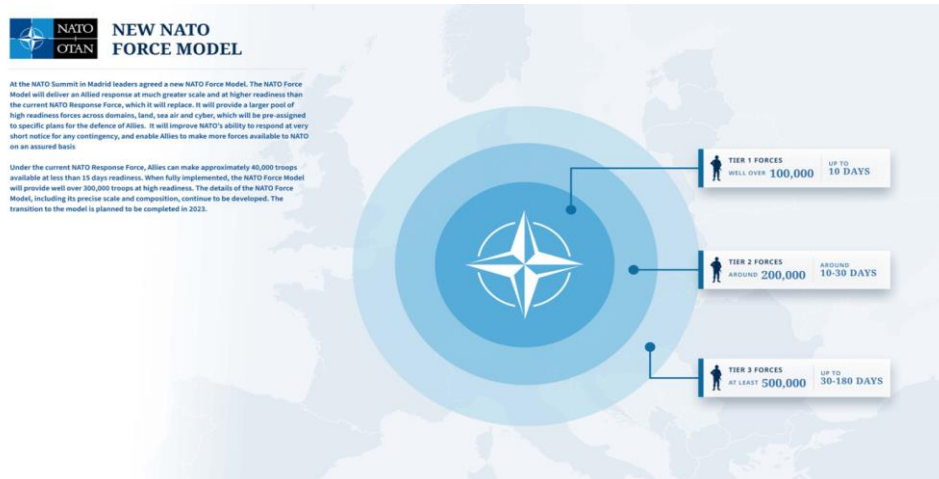 NATO
OTAN
NEW NATO
FORCE MODEL
At the NATO Summit in Madrid leaders agreed a new NATO Force Model. The NATO Force
Model will deliver an Allied response at much greater scale and at higher readiness than
the current NATO Response Force, which it will replace. It will provide a larger pool of
high readiness forces across domains, land, sea air and cyber, which will be pre-assigned
to specific plans for the defence of Allies. It will improve NATO's ability to respond at very
short notice for any contingency, and enable Allies to make more forces available to NATO
on an assured basis
Under the current NATO Response Force, Allies can make approximately 40,000 troops
available at less than 15 days readiness. When fully implemented, the NATO Force Model
will provide well over 300,000 troops at high readiness. The details of the NATO Force
Model, including its precise scale and composition, continue to be developed. The
transition to the model is planned to be completed in 2023.
TIER 1 FORCES
WELL OVER 100,000
UP TO
10 DAYS
TIER 2 FORCES
AROUND 200,000
AROUND
10-30 DAYS
TIER 3 FORCES
AT LEAST 500,000
UP TO
30-180 DAYS